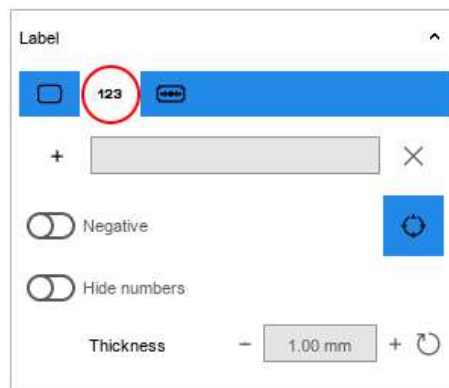 Label
123
+
Negative
Hide numbers
Thickness - 1.00 mm +